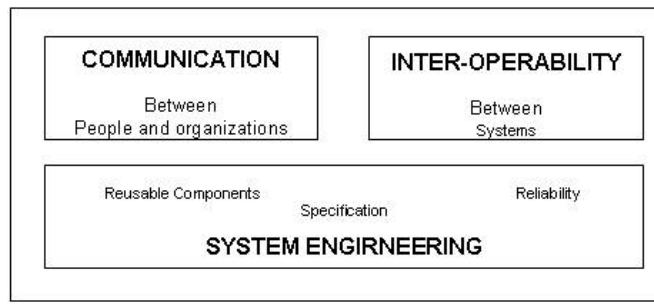 COMMUNICATION
Between
People and organizations
INTER-OPERABILITY
Between
Systems
Reusable Components
Reliability
Specification
SYSTEM ENGIRNEERING